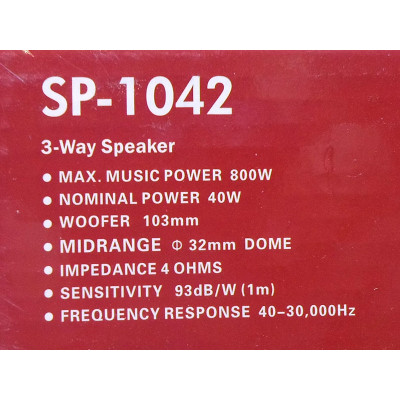 SP-1042
3-Way Speaker
● MAX. MUSIC POWER 800W
● NOMINAL POWER 40W
● WOOFER 103mm
● MIDRANGE Φ 32mm DOME
● IMPEDANCE 4 OHMS
● SENSITIVITY 93dB/W (1m)
● FREQUENCY RESPONSE 40-30,000Hz